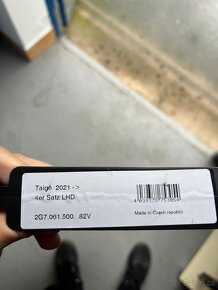 Taigo 2021->
4er Satz LHD
2G7.061.500. .82V
Made in Czech republic